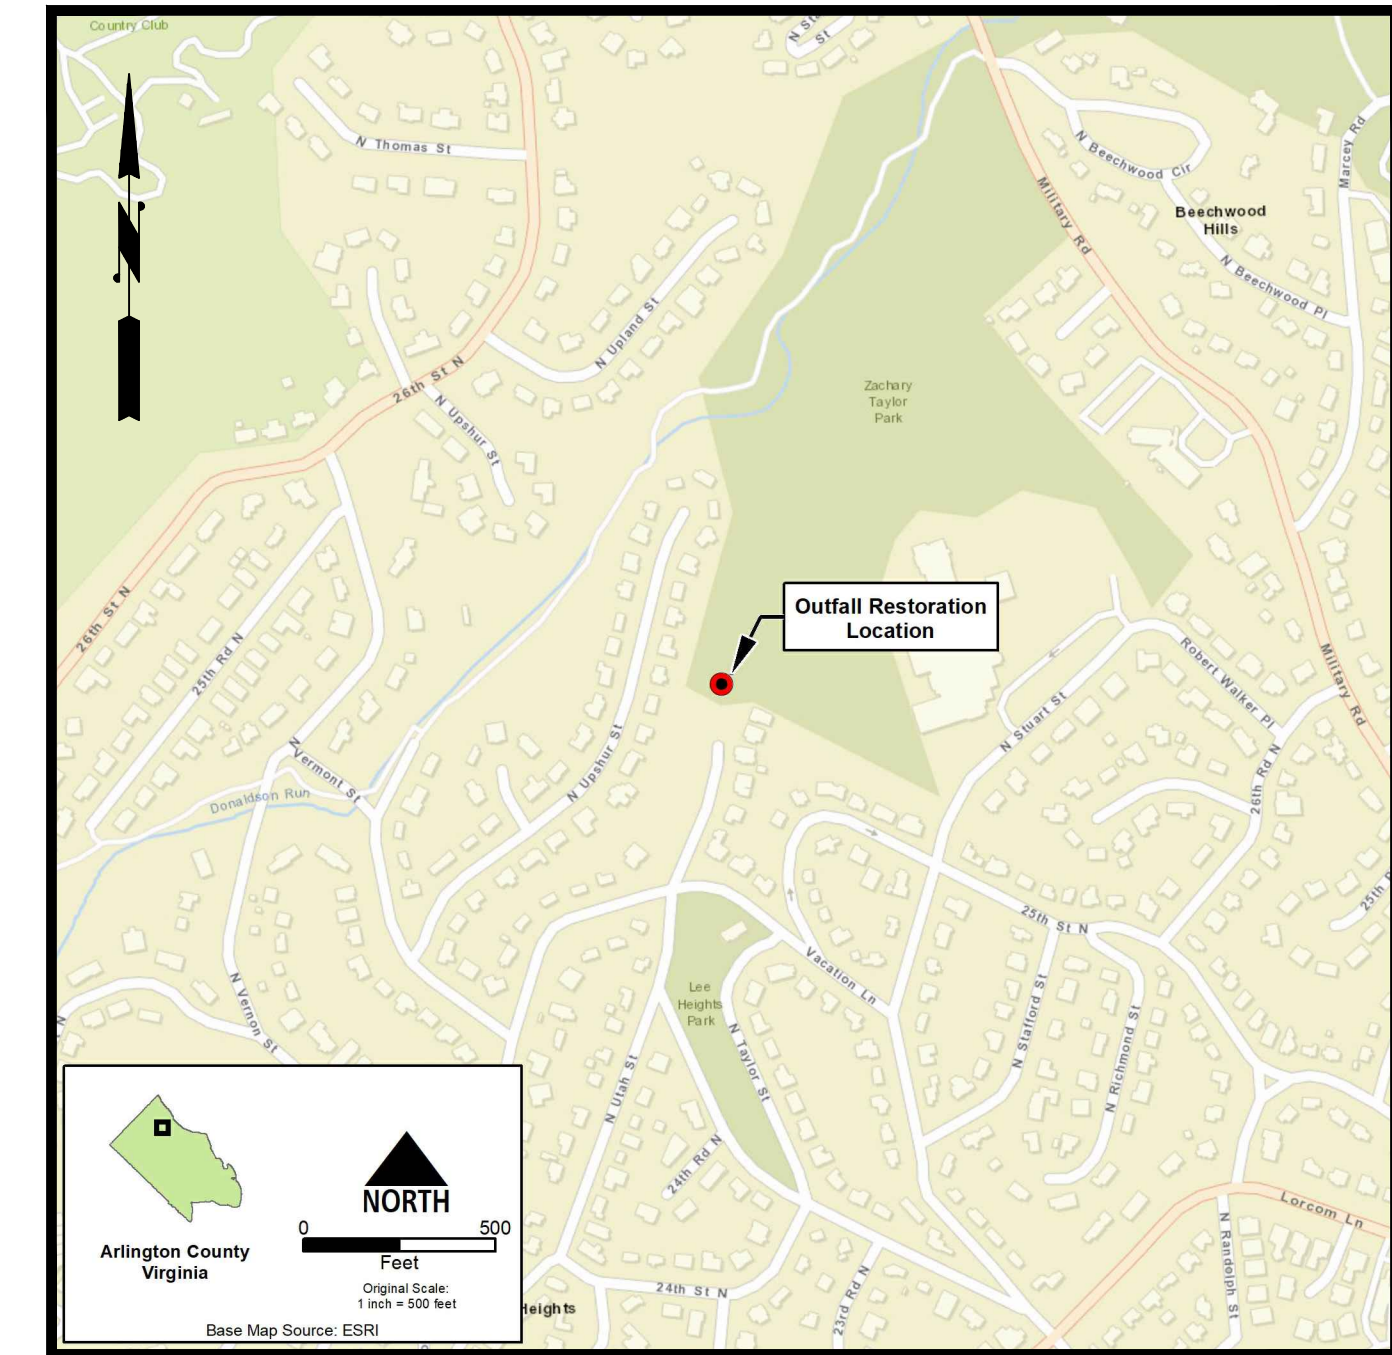 Country Club
N Sta
St
N Thomas St
N Beechwood Cir
Marcey Rd
Military Rd
Beechwood
Hills
N Beechwood Pl
N
N Upland St
26th St N
N Upshur St
Zachary
Taylor
Park
Outfall Restoration
Location
26th St N
25th Rd N
Robert Walker Pl
Military Rd
N Stuart St
N Upshur St
N
Vermont St
26th Rd N
Donaldson Run
25th R
25th St N
Vacation Ln
N Vernon St
Lee
Heights
Park
N Stafford St
N Richmond St
N Taylor St
N Utah St
24th Rd N
Lorcom Ln
N Randolph St
24th St N
23rd Rd N
Heights
NORTH
0 500
Feet
Arlington County
Virginia
Original Scale:
1 inch = 500 feet
Base Map Source: ESRI